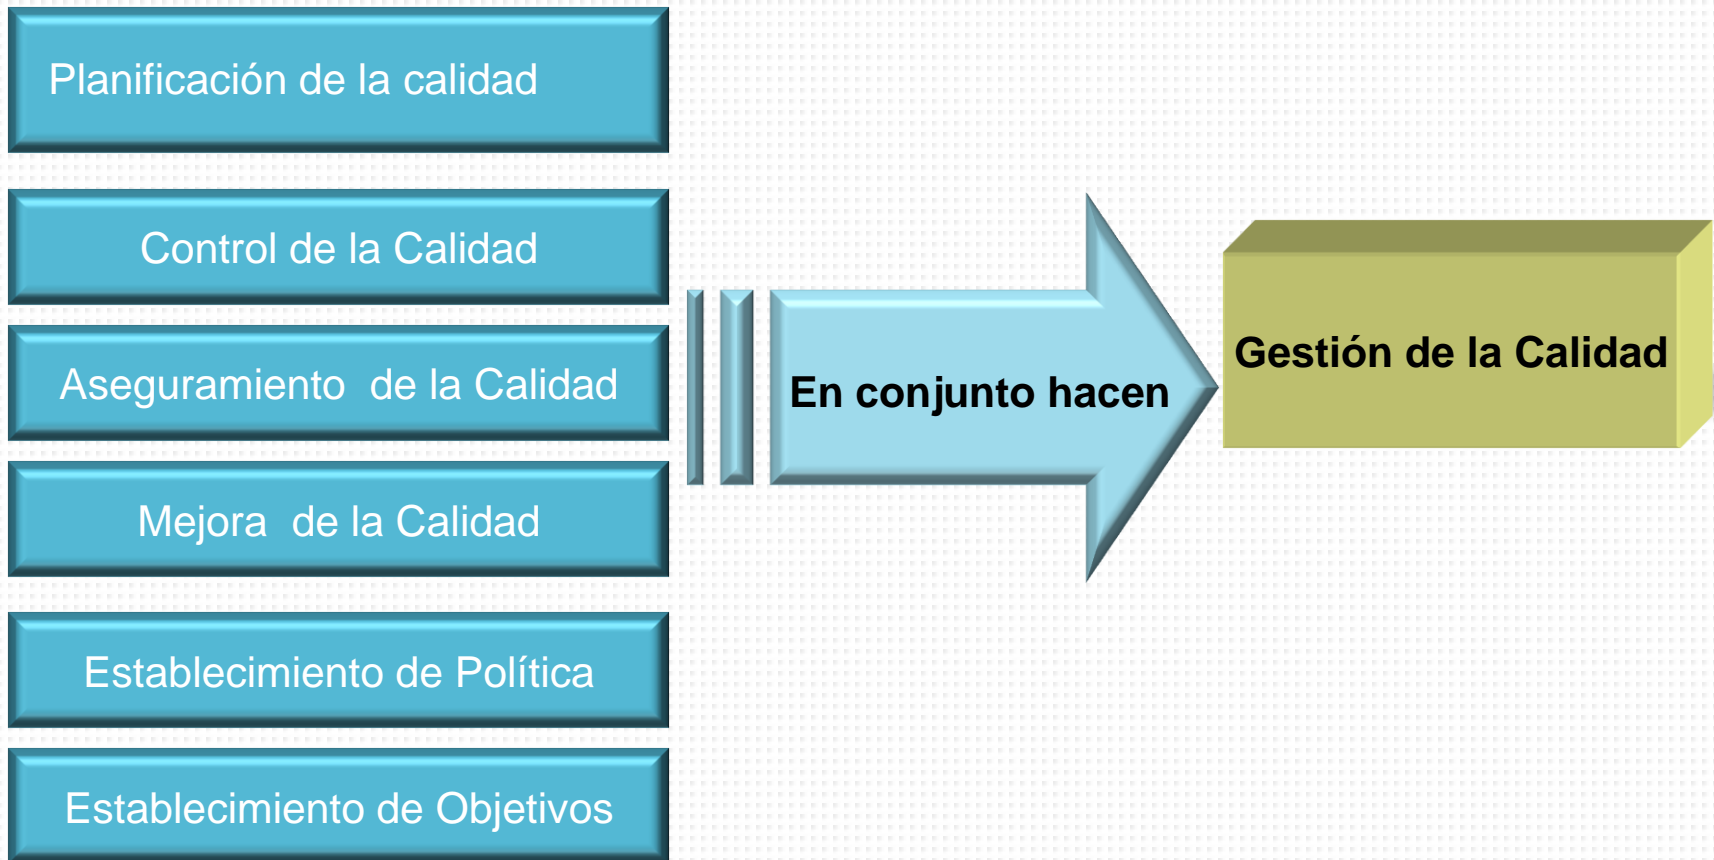 Planificación de la calidad
Control de la Calidad
Aseguramiento  de la Calidad
Mejora  de la Calidad
Establecimiento de Política
Establecimiento de Objetivos
En conjunto hacen
Gestión de la Calidad